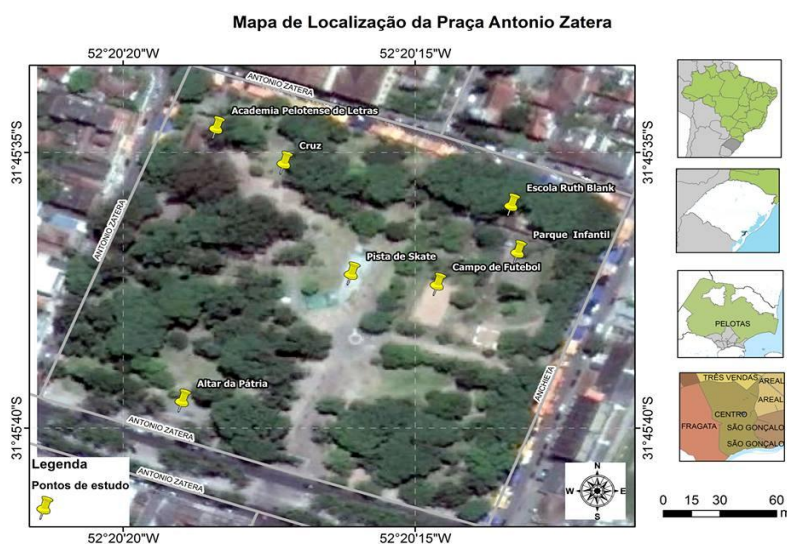 Mapa de Localização da Praça Antonio Zatera
52°20'20"W
52°20'15"W
ANTONIO ZATERA
Academia Pelotense de Letras
Cruz
31°45'35"S
31°45'35"S
Escola Ruth Blank
Parque Infantil
ANTONIO ZATERA
Pista de Skate
Campo de Futebol
Altar da Pátria
ANCHIETA
31°45'40"S
31°45'40"S
ANTONIO ZATERA
ANTONIO ZATERA
Legenda
Pontos de estudo
N
W
E
S
52°20'20"W
52°20'15"W
PELOTAS
TRÊS VENDAS
AREAL
AREAL
CENTRO
FRAGATA
SÃO GONÇALO
SÃO GONÇALO
0 15 30 60
m